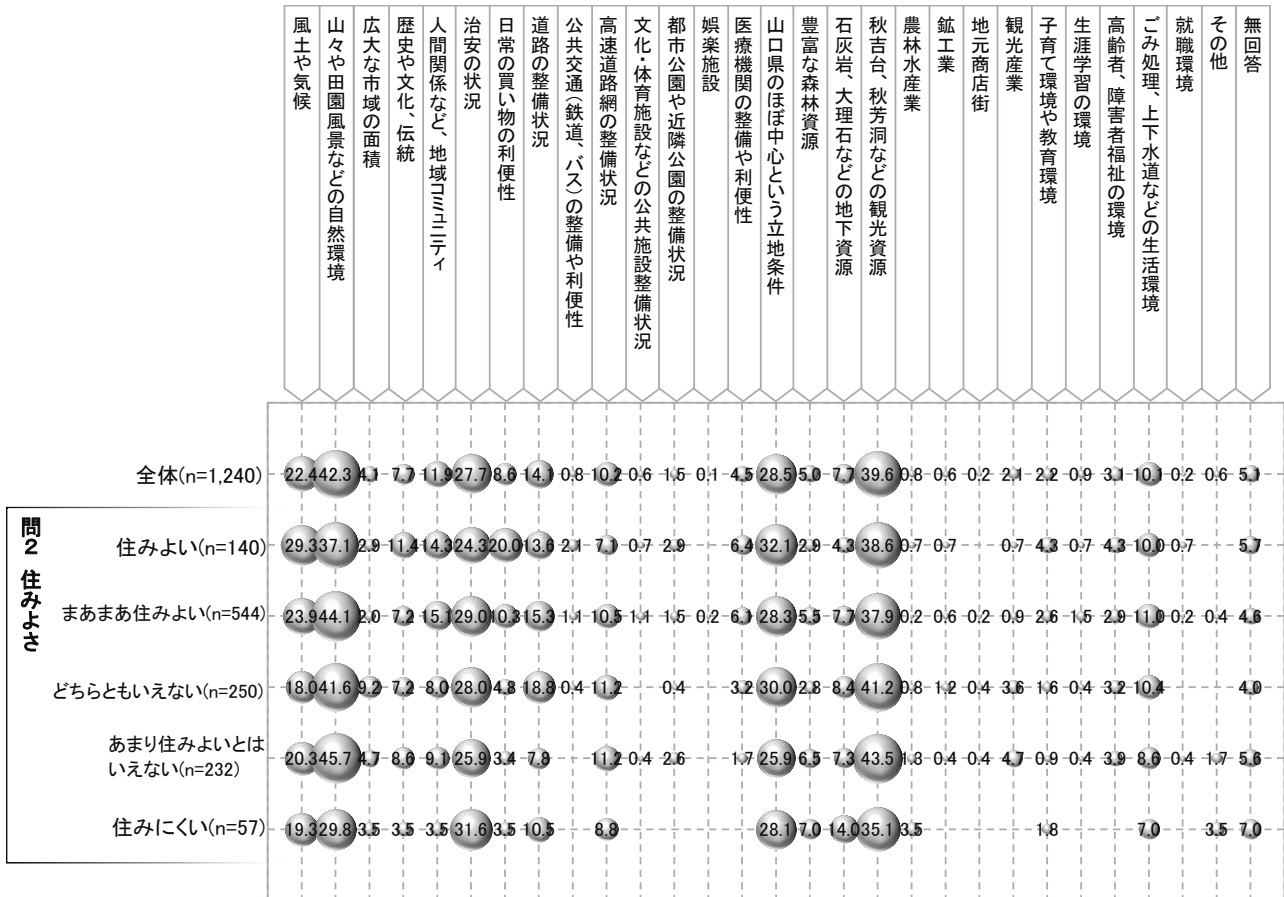 風土や気候
山々や田園風景などの自然環境
広大な市域の面積
歴史や文化、伝統
人間関係など、地域コミュニティ
治安の状況
日常の買い物の利便性
道路の整備状況
公共交通（鉄道、バス）の整備や利便性
高速道路網の整備状況
文化・体育施設などの公共施設整備状況
都市公園や近隣公園の整備状況
娯楽施設
医療機関の整備や利便性
山口県のほぼ中心という立地条件
豊富な森林資源
石灰岩、大理石などの地下資源
秋吉台、秋芳洞などの観光資源
農林水産業
鉱工業
地元商店街
観光産業
子育て環境や教育環境
生涯学習の環境
高齢者、障害者福祉の環境
ごみ処理、上下水道などの生活環境
就職環境
その他
無回答
全体(n=1,240) 22.4 42.3 4.1 7.7 11.9 27.7 8.6 14.1 0.8 10.2 0.6 1.5 0.1 4.5 28.5 5.0 7.7 39.6 0.8 0.6 0.2 2.1 2.2 0.9 3.1 10.1 0.2 0.6 5.1
問2 住みよさ
住みよい(n=140) 29.3 37.1 2.9 11.4 14.3 24.3 20.0 13.6 2.1 7.1 0.7 2.9 6.4 32.1 2.9 4.3 38.6 0.7 0.7 0.7 4.3 0.7 4.3 10.0 0.7 5.7
まあまあ住みよい(n=544) 23.9 44.1 2.0 7.2 15.1 29.0 10.3 15.3 1.1 10.5 1.1 1.5 0.2 6.1 28.3 5.5 7.7 37.9 0.2 0.6 0.2 0.9 2.6 1.5 2.9 11.0 0.2 0.4 4.6
どちらともいえない(n=250) 18.0 41.6 9.2 7.2 8.0 28.0 4.8 18.8 0.4 11.2 0.4 3.2 30.0 2.8 8.4 41.2 0.8 1.2 0.4 3.6 1.6 0.4 3.2 10.4 4.0
あまり住みよいとは
いえない(n=232) 20.3 45.7 4.7 8.6 9.1 25.9 3.4 7.8 11.2 0.4 2.6 1.7 25.9 6.5 7.3 43.5 1.3 0.4 0.4 4.7 0.9 0.4 3.9 8.6 0.4 1.7 5.6
住みにくい(n=57) 19.3 29.8 3.5 3.5 3.5 31.6 3.5 10.5 8.8 28.1 7.0 14.0 35.1 3.5 1.8 7.0 3.5 7.0